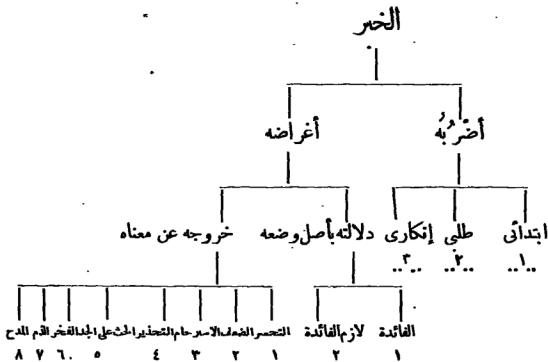 الخبر
أضربُه أغراضه
ابتدائى طلبى إنكارى دلالته بأصل وضعه خروجه عن معناه
..١.. ..٢.. ..٣..
الفائدة لازم الفائدة التحسر الضعف الاسترحام التحذير الحث على الجد الفخر الذم المدح
١ ٢ ١ ٢ ٣ ٤ ٥ ٦ ٧ ٨